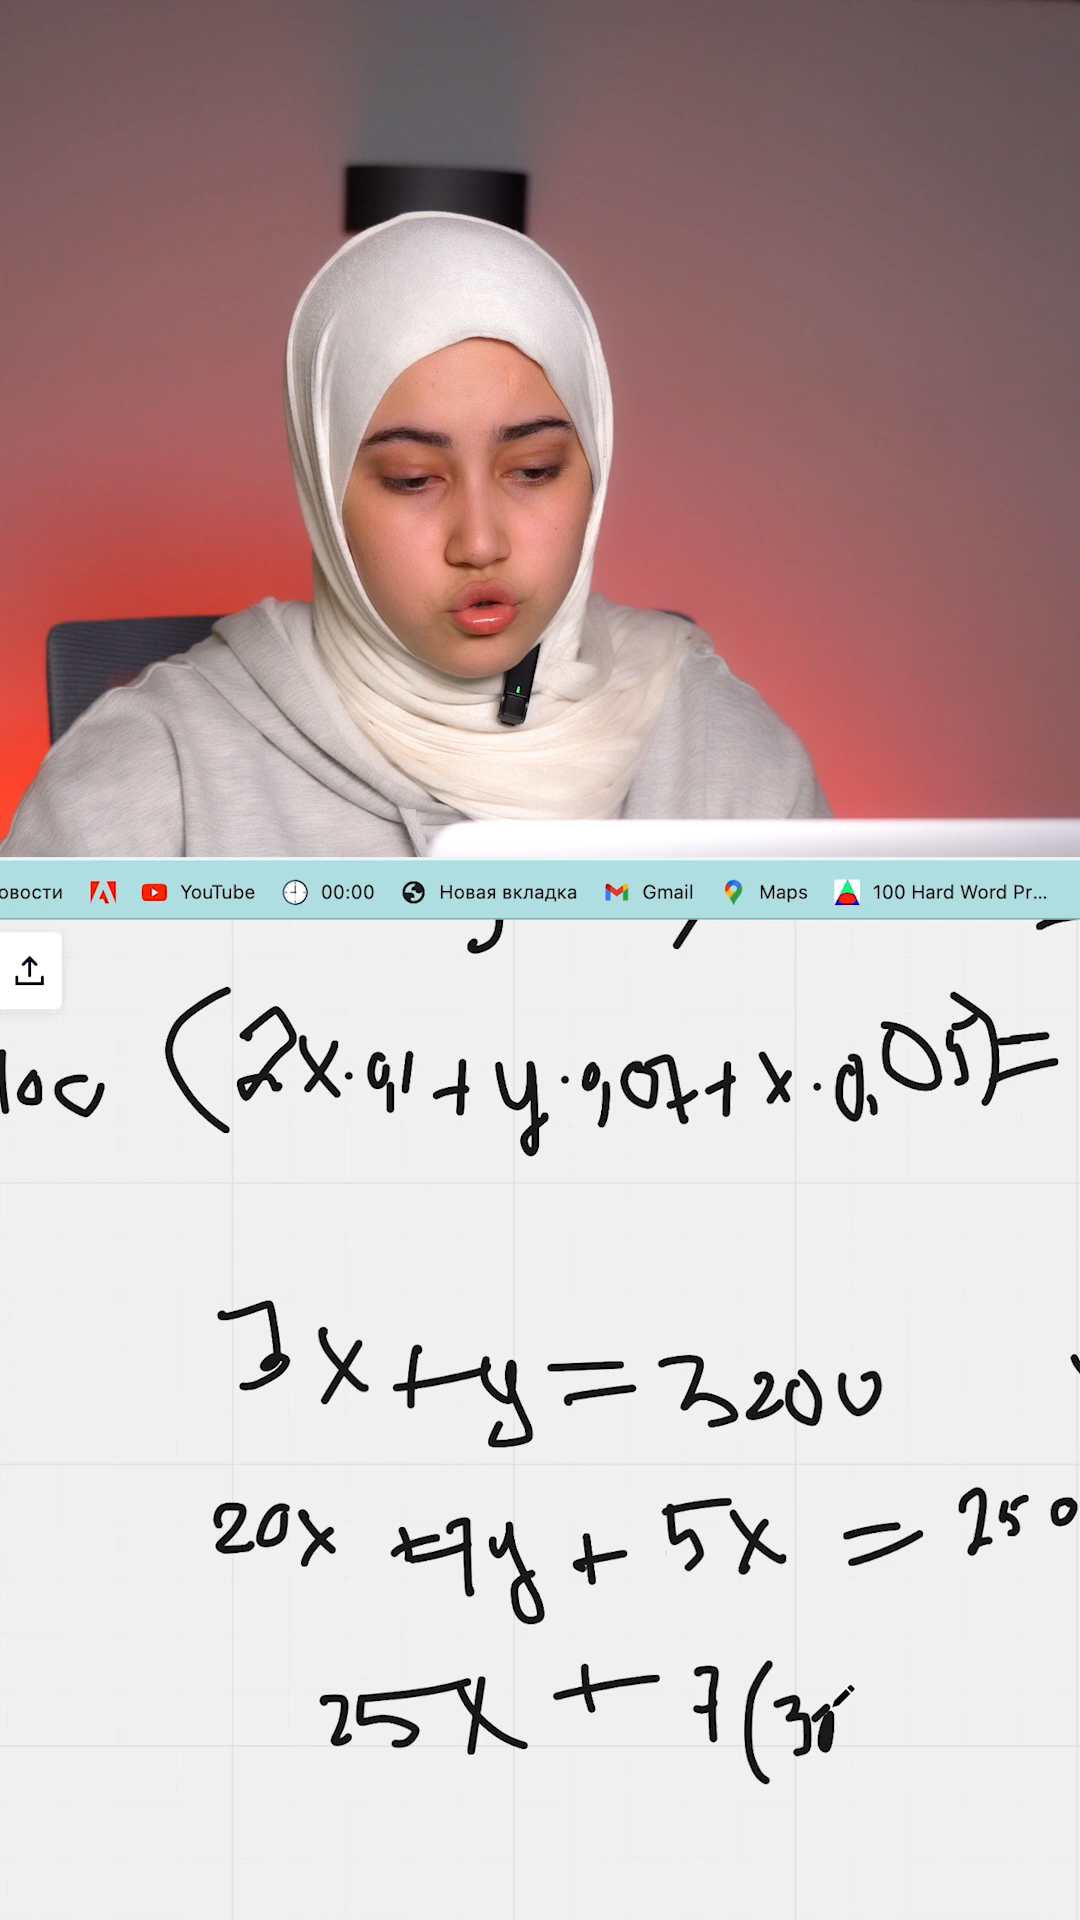 овости YouTube 00:00 Новая вкладка Gmail Maps 100 Hard Word Pr...
100 (2x·0,1+y·0,07+x·0,05)=
3x+y=3200
20x+7y+5x=250
25x+7(3